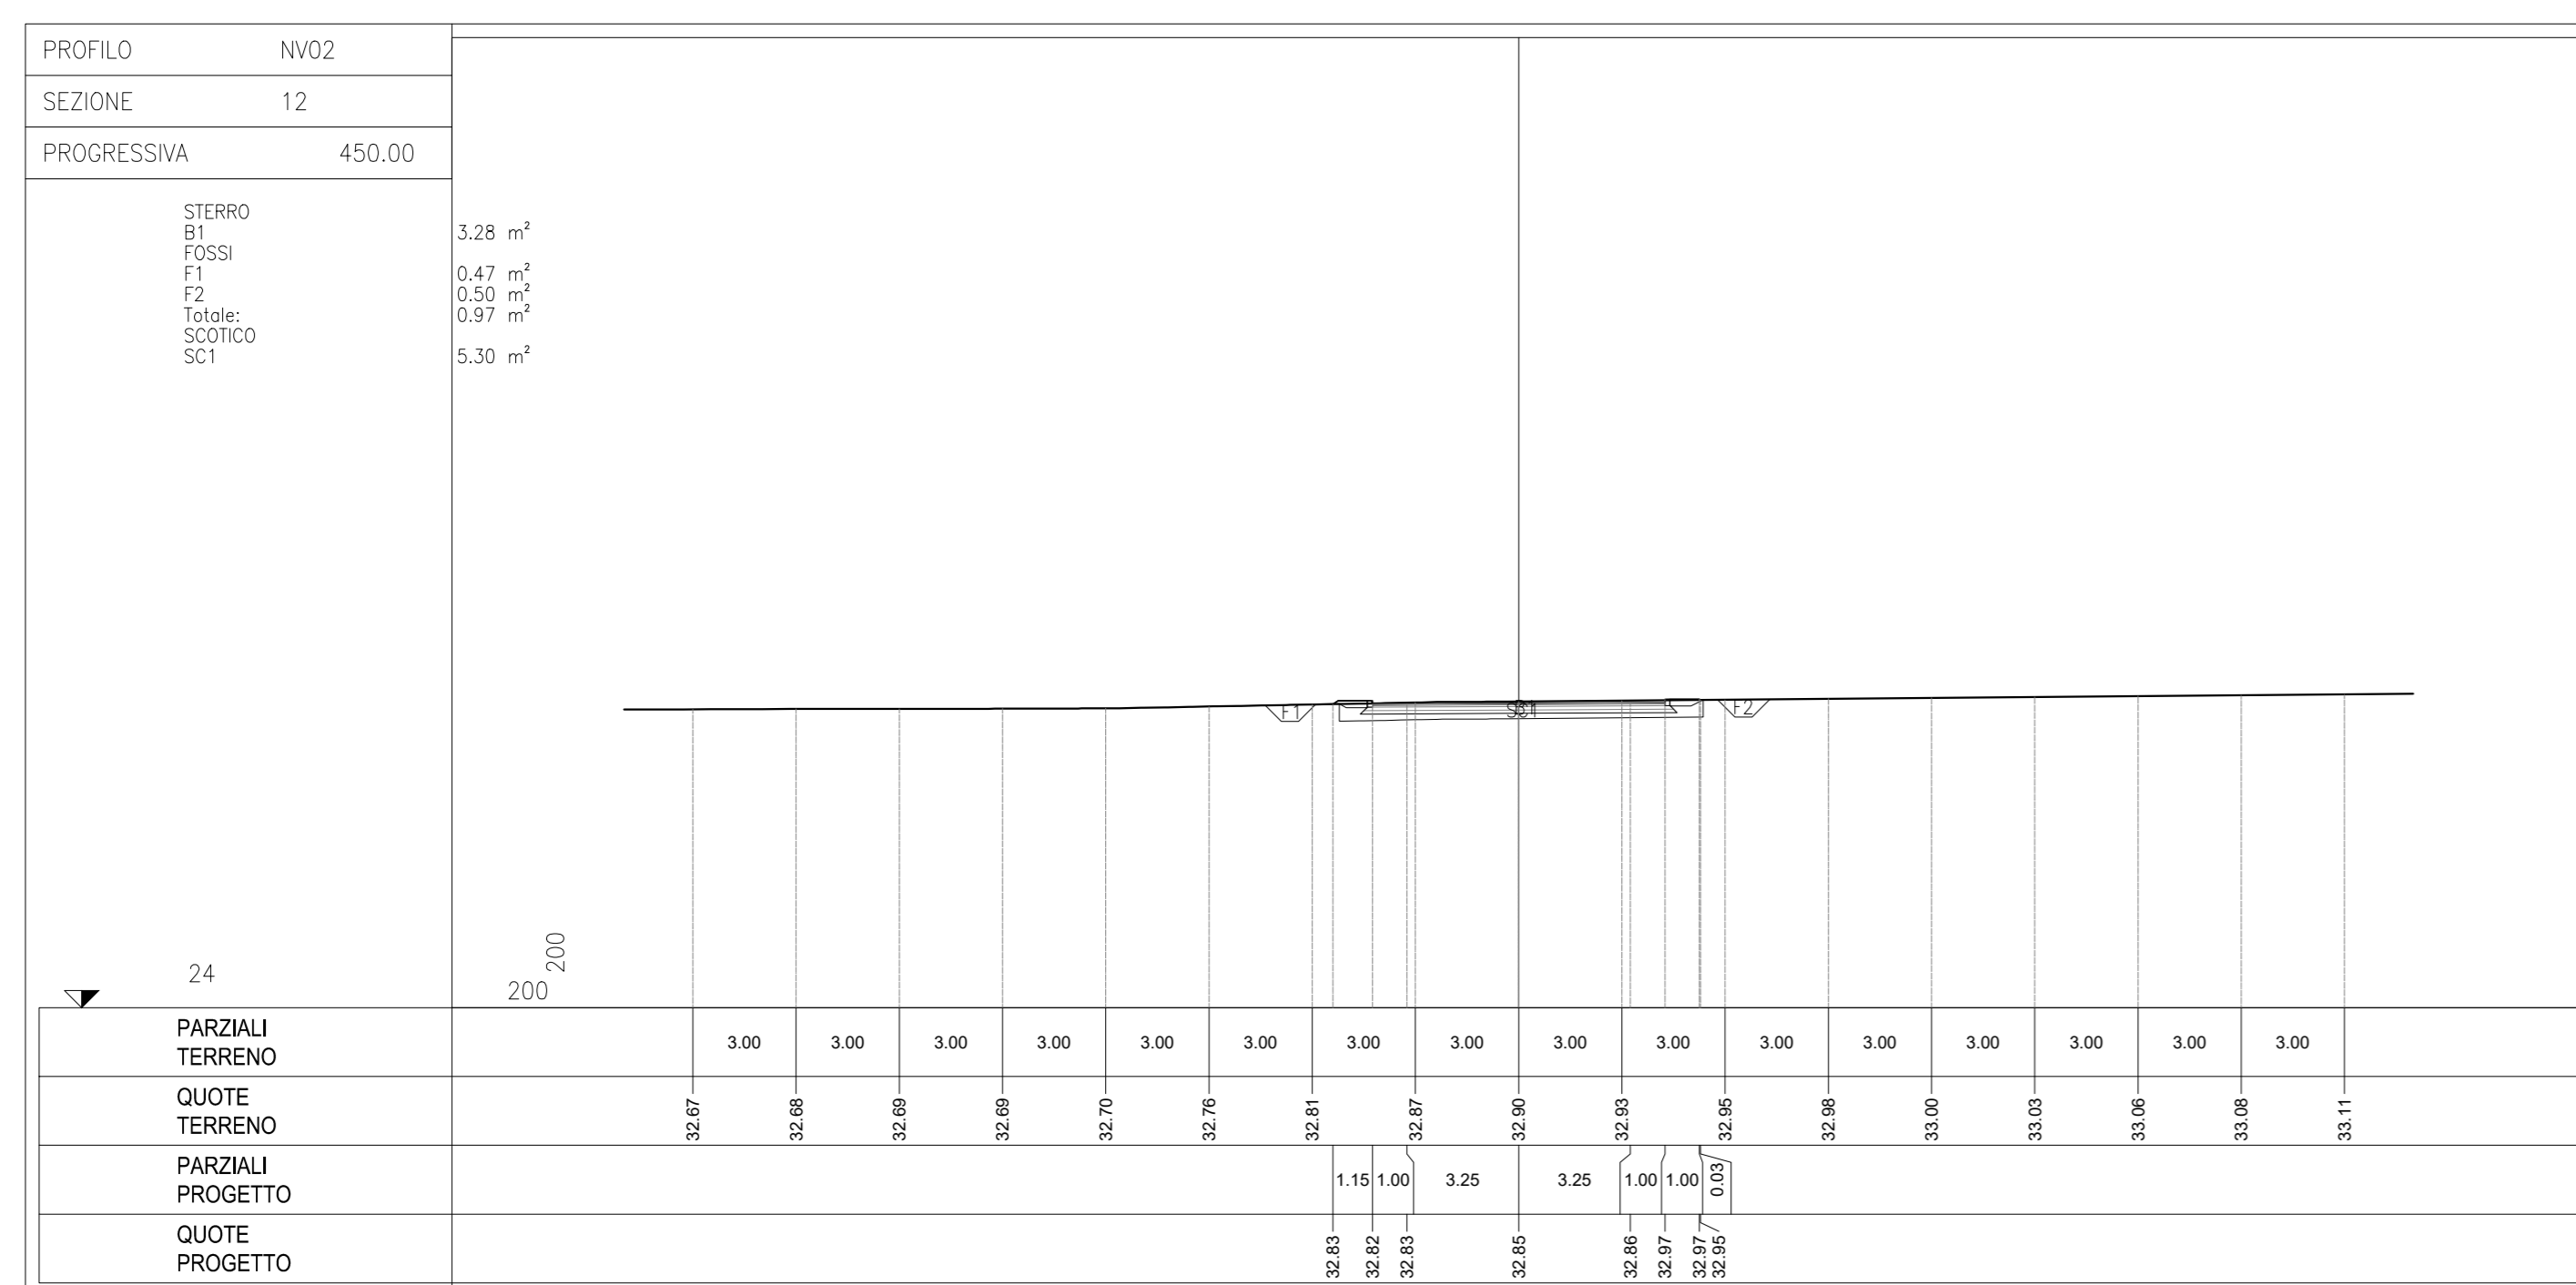 PROFILO NV02
SEZIONE 12
PROGRESSIVA 450.00
STERRO
B1 3.28 m²
FOSSI
F1 0.47 m²
F2 0.50 m²
Totale: 0.97 m²
SCOTICO
SC1 5.30 m²
F1 F2
24
200
200
PARZIALI
TERRENO
3.00 3.00 3.00 3.00 3.00 3.00 3.00 3.00 3.00 3.00 3.00 3.00 3.00 3.00 3.00 3.00
QUOTE
TERRENO
32.67 32.68 32.69 32.69 32.70 32.76 32.81 32.87 32.90 32.93 32.95 32.98 33.00 33.03 33.06 33.08 33.11
PARZIALI
PROGETTO
1.15 1.00 3.25 3.25 1.00 1.00 0.03
QUOTE
PROGETTO
32.83 32.82 32.83 32.85 32.86 32.97 32.97 32.95